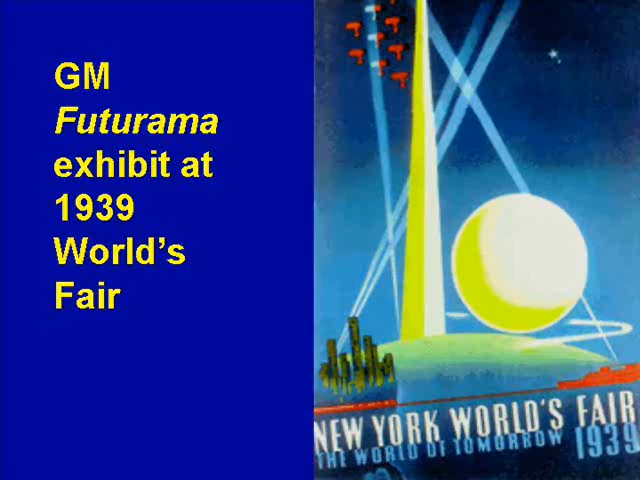 GM
Futurama
exhibit at
1939
World's
Fair
NEW YORK WORLD'S FAIR
THE WORLD OF TOMORROW 1939